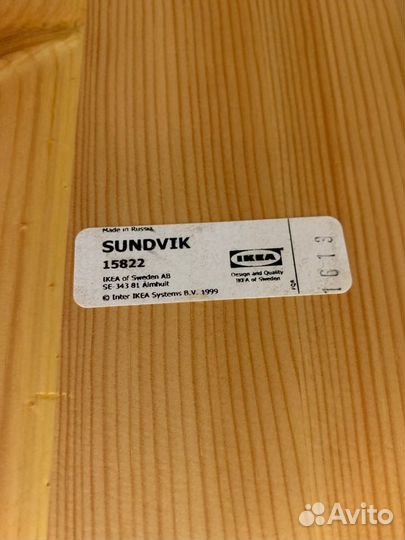 Made in Russia
SUNDVIK
15822
IKEA of Sweden AB
SE-343 81 Älmhult
© Inter IKEA Systems B.V. 1999
IKEA
Design and Quality
IKEA of Sweden
1613
Avito